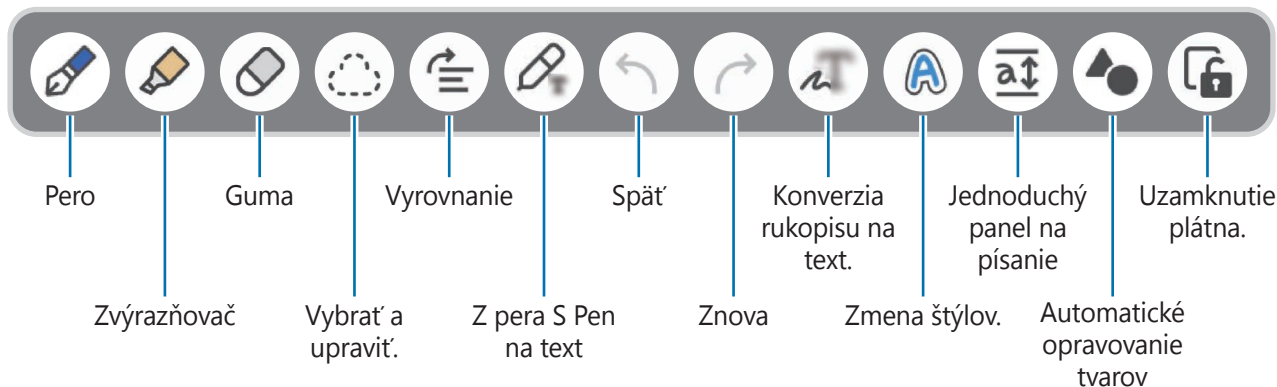 Pero
Guma
Vyrovnanie
Späť
Konverzia
rukopisu na
text.
Jednoduchý
panel na
písanie
Uzamknutie
plátna.
Zvýrazňovač
Vybrať a
upraviť.
Z pera S Pen
na text
Znova
Zmena štýlov.
Automatické
opravovanie
tvarov